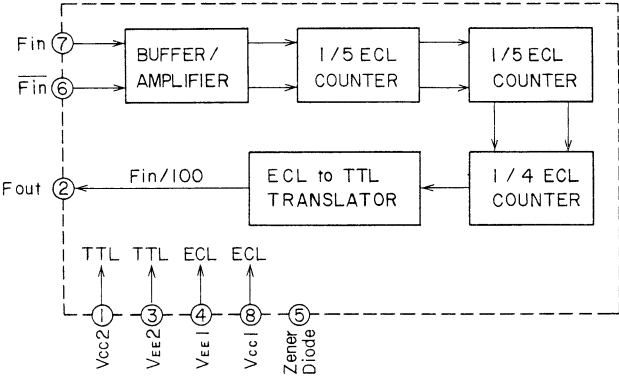 Fin 7
BUFFER/
AMPLIFIER
1/5 ECL
COUNTER
1/5 ECL
COUNTER
Fin 6
Fout 2
Fin/100
ECL to TTL
TRANSLATOR
1/4 ECL
COUNTER
TTL TTL ECL ECL
1 3 4 8 5
VCC2
VEE2
VEE1
VCC1
Zener
Diode